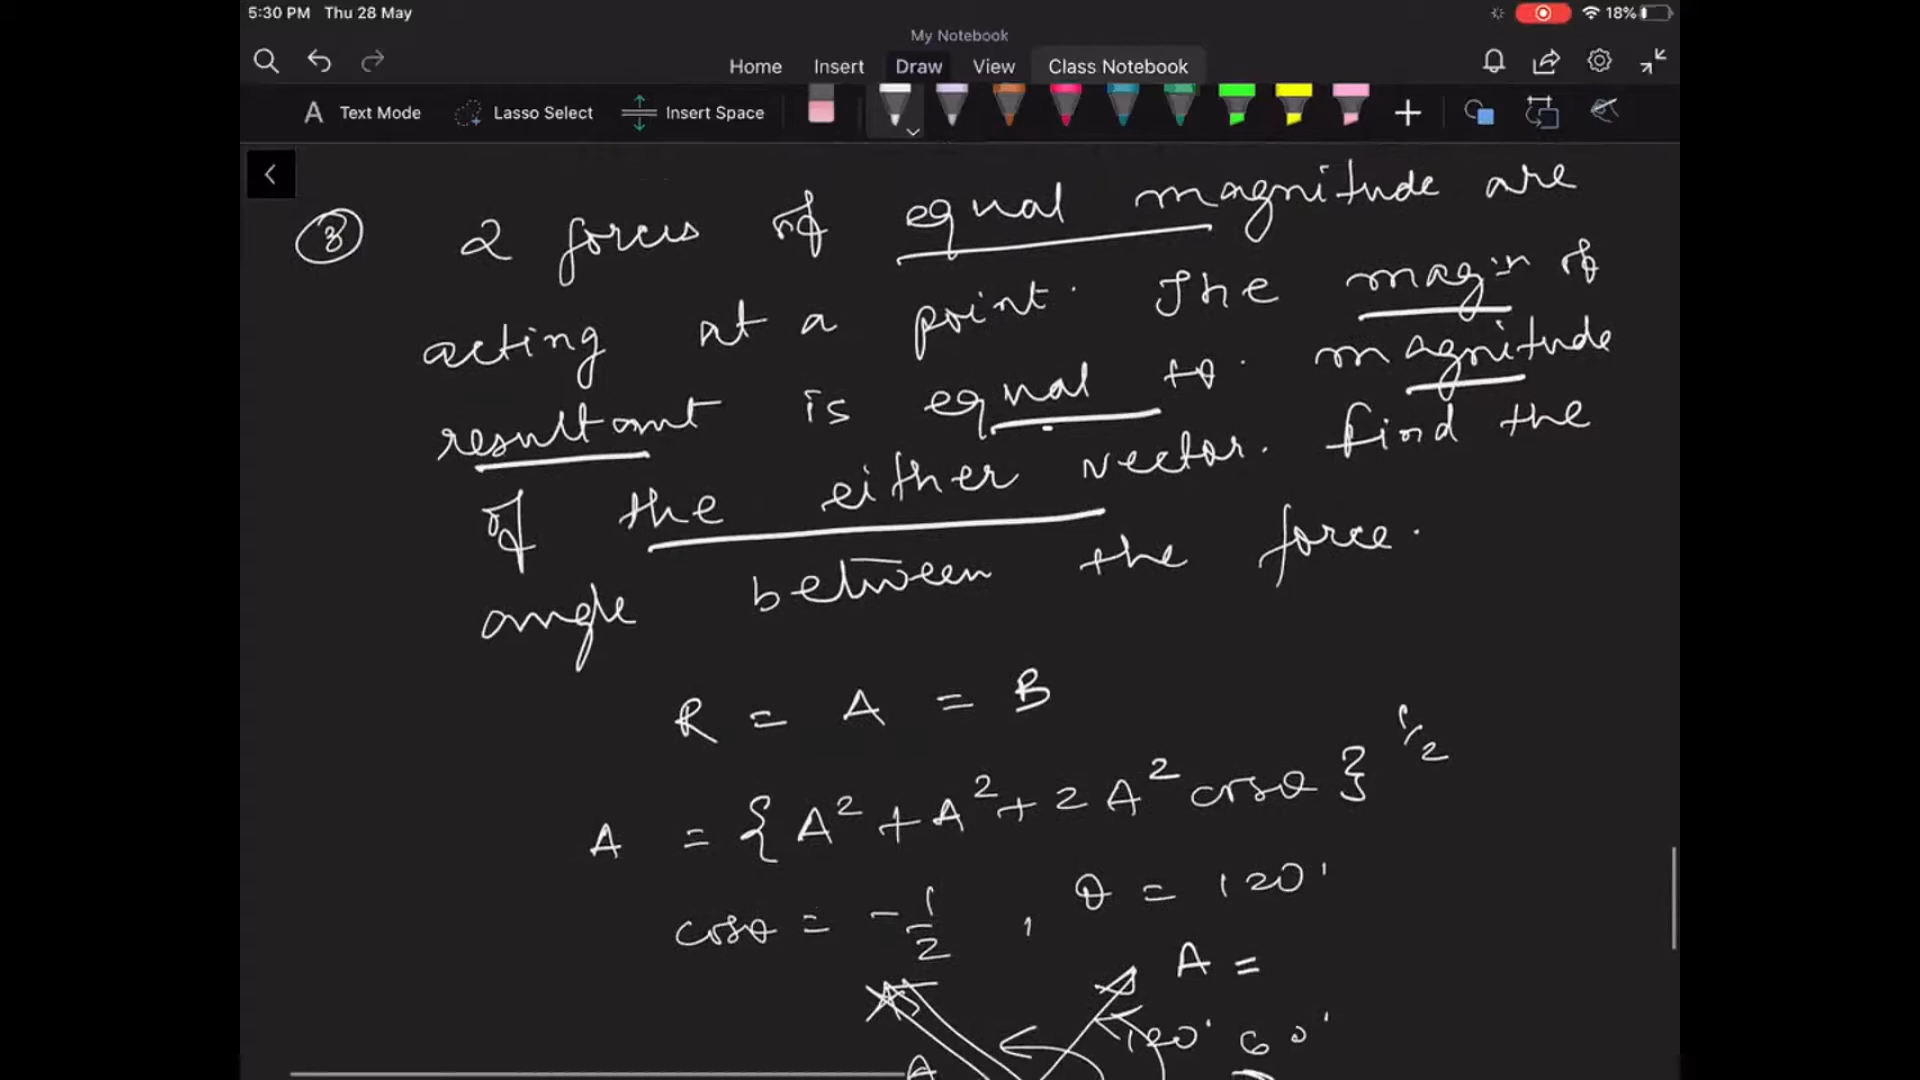 5:30 PM Thu 28 May
18%
My Notebook
Home Insert Draw View Class Notebook
A Text Mode Lasso Select Insert Space
③ 2 forces of equal magnitude are
acting at a point. The magn of
resultant is equal to magnitude
of the either vector. find the
angle between the force.
R = A = B
A = {A² + A² + 2A² cosθ}^1/2
cosθ = -1/2 , θ = 120°
A =
120° 60°
A